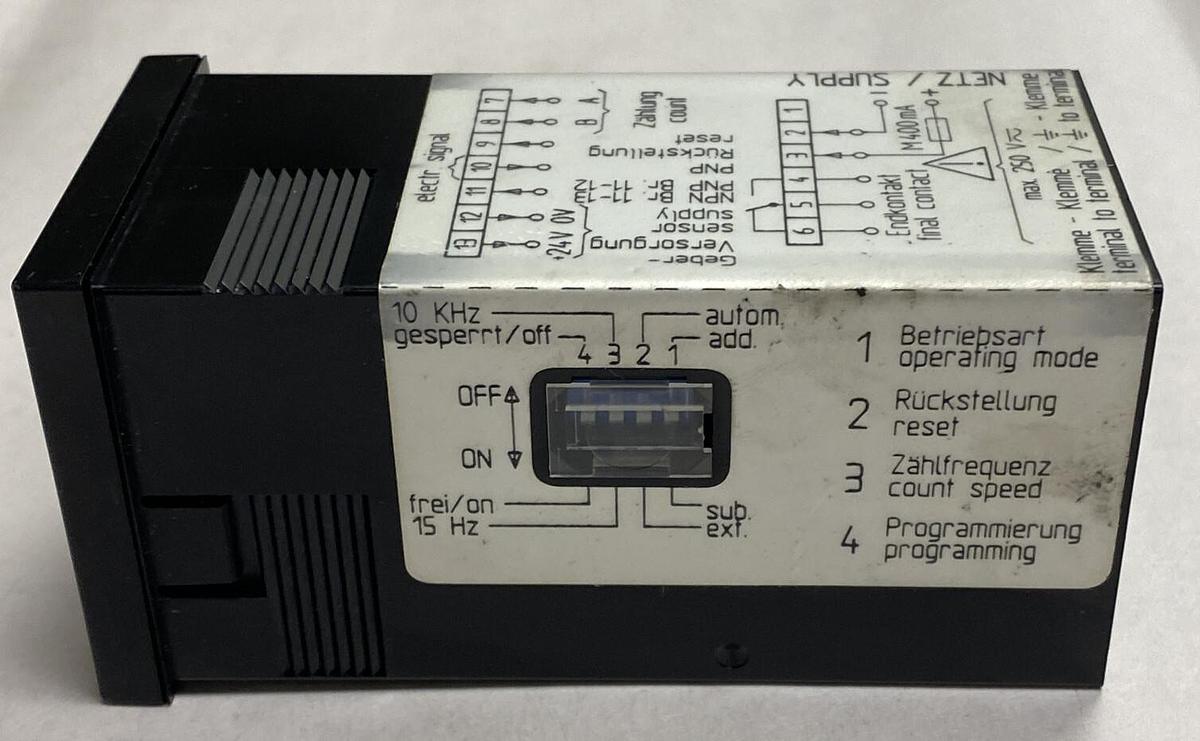 NETZ / SUPPLY
1 2 3 4 5 6
- +
M400mA
Endkontakt
final contact
max. 250 V
Klemme - Klemme / - Klemme
terminal to terminal / to terminal
7 8 9 10 11 12 13
electr. signal
B A
Zählung
count
reset
Rückstellung
PNP
PNP Br. 11-12
NPN Br. 11-13
+24V 0V
supply
sensor
Versorgung
Geber-
10 KHz
gesperrt/off
autom.
add.
4 3 2 1
OFF
ON
frei/on
15 Hz
sub.
ext.
1 Betriebsart
operating mode
2 Rückstellung
reset
3 Zählfrequenz
count speed
4 Programmierung
programming